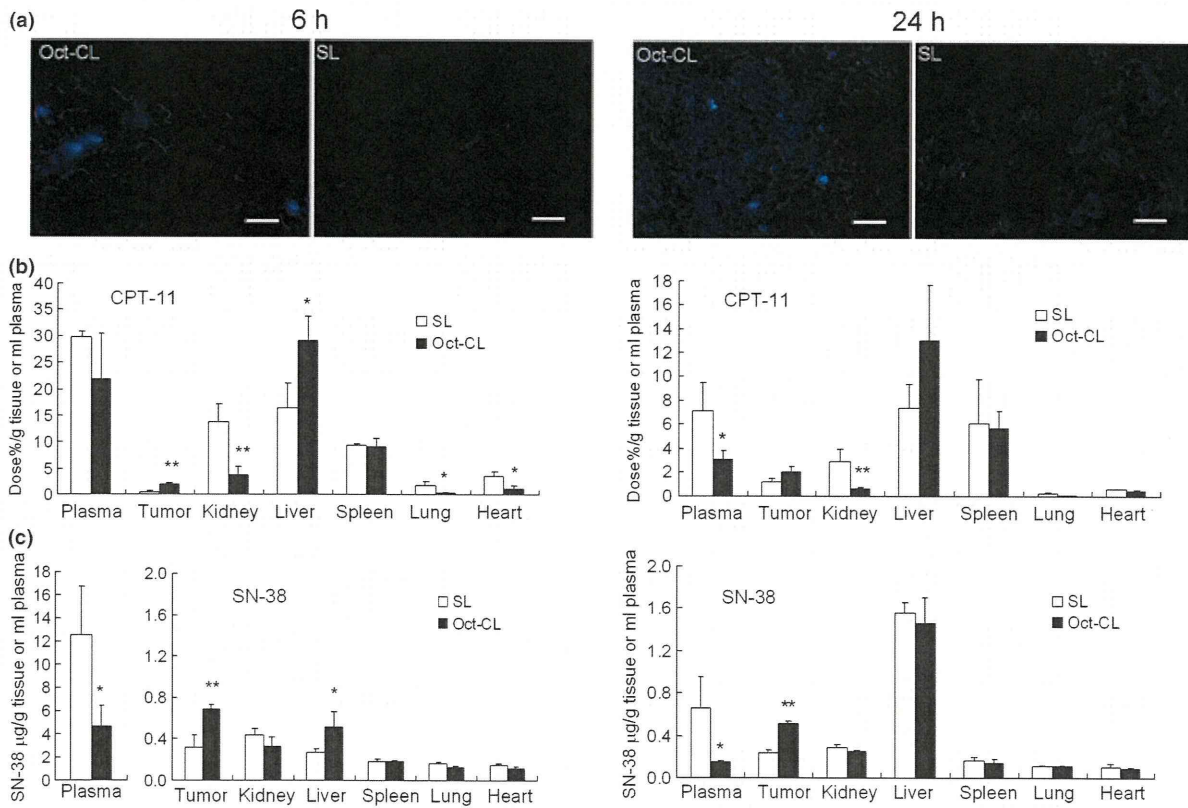 (a)
6 h
24 h
Oct-CL
SL
Oct-CL
SL
(b)
Dose%/g tisuue or ml plasma
40
35
30
25
20
15
10
5
0
CPT-11
SL
Oct-CL
**
**
*
*
*
Plasma Tumor Kidney Liver Spleen Lung Heart
Dose%/g tissue or ml plasma
18
16
14
12
10
8
6
4
2
0
CPT-11
SL
Oct-CL
*
**
Plasma Tumor Kidney Liver Spleen Lung Heart
(c)
SN-38 µg/g tissue or ml plasma
18
16
14
12
10
8
6
4
2
0
*
Plasma
2.0
1.6
1.2
0.8
0.4
0.0
SN-38
SL
Oct-CL
**
*
Tumor Kidney Liver Spleen Lung Heart
SN-38 µg/g tissue or ml plasma
2.0
1.6
1.2
0.8
0.4
0.0
SN-38
SL
Oct-CL
*
**
Plasma Tumor Kidney Liver Spleen Lung Heart